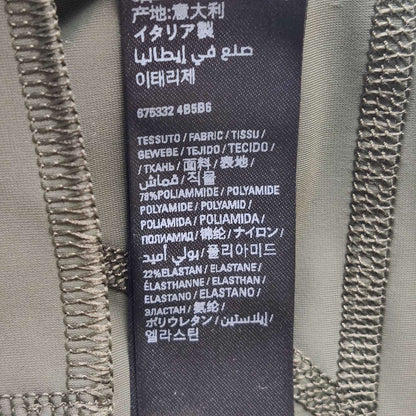 产地:意大利
イタリア製
صنع في إيطاليا
이태리제
675332 4B5B6
TESSUTO / FABRIC / TISSU /
GEWEBE / TEJIDO / TECIDO /
/ ТКАНЬ / 面料 / 表地 /
قماش / 직물
78% POLIAMMIDE / POLYAMIDE
POLYAMIDE / POLYAMID /
POLIAMIDA / POLIAMIDA /
ПОЛИАМИД / 锦纶 / ナイロン /
بولي أميد / 폴리아미드
22% ELASTAN / ELASTANE /
ÉLASTHANNE / ELASTHAN /
ELASTANO / ELASTANO /
ЭЛАСТАН / 氨纶 /
ポリウレタン / إيلاستين /
엘라스틴